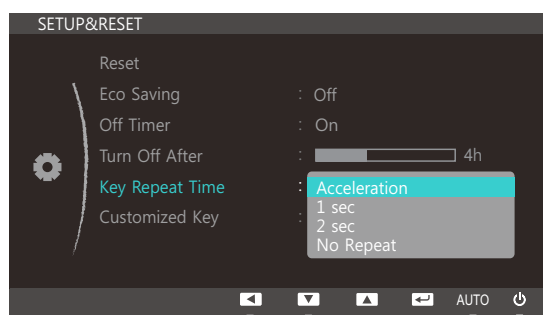 SETUP&RESET
Reset
Eco Saving : Off
Off Timer : On
Turn Off After : 4h
Key Repeat Time : Acceleration
1 sec
Customized Key :
2 sec
No Repeat
AUTO